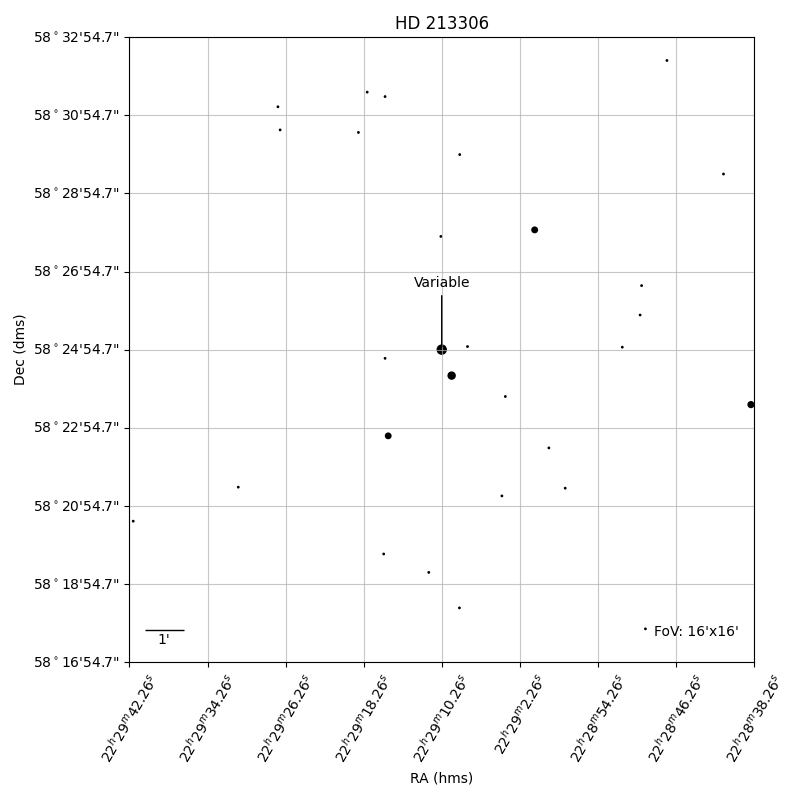 HD 213306
58°32'54.7"
58°30'54.7"
58°28'54.7"
58°26'54.7"
58°24'54.7"
58°22'54.7"
58°20'54.7"
58°18'54.7"
58°16'54.7"
Dec (dms)
Variable
1'
FoV: 16'x16'
22ʰ29ᵐ42.26ˢ
22ʰ29ᵐ34.26ˢ
22ʰ29ᵐ26.26ˢ
22ʰ29ᵐ18.26ˢ
22ʰ29ᵐ10.26ˢ
22ʰ29ᵐ2.26ˢ
22ʰ28ᵐ54.26ˢ
22ʰ28ᵐ46.26ˢ
22ʰ28ᵐ38.26ˢ
RA (hms)